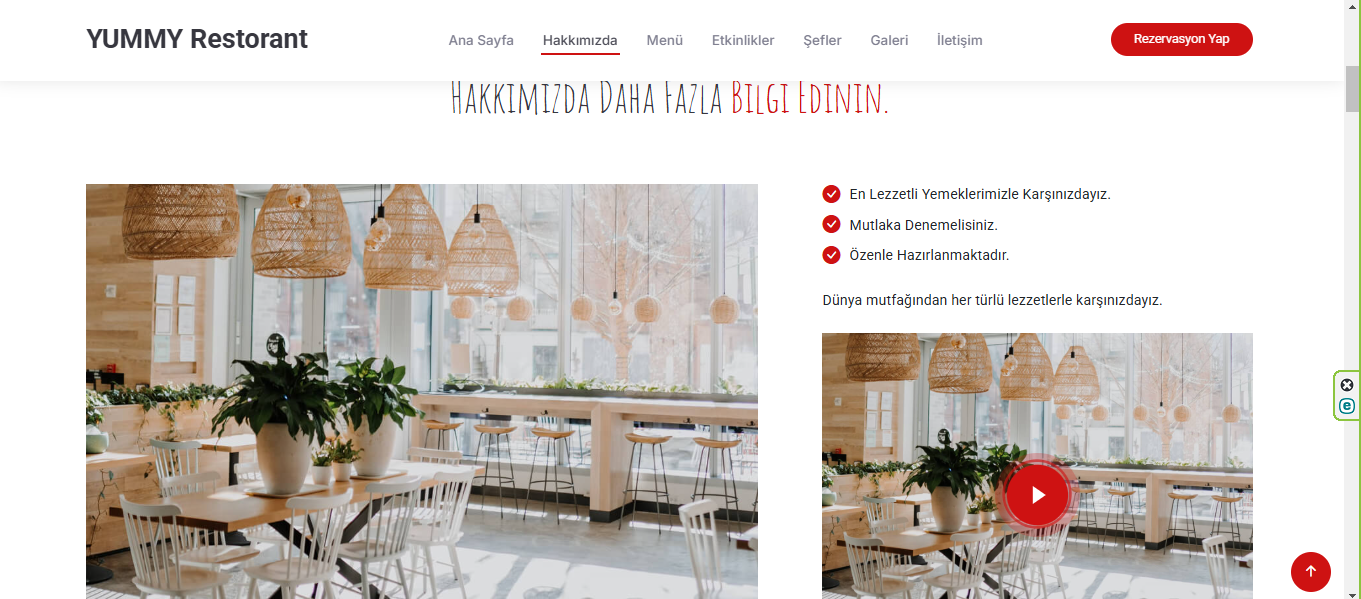 YUMMY Restorant
Ana Sayfa Hakkımızda Menü Etkinlikler Şefler Galeri İletişim
Rezervasyon Yap
Hakkımızda Daha Fazla Bilgi Edinin.
En Lezzetli Yemeklerimizle Karşınızdayız.
Mutlaka Denemelisiniz.
Özenle Hazırlanmaktadır.
Dünya mutfağından her türlü lezzetlerle karşınızdayız.